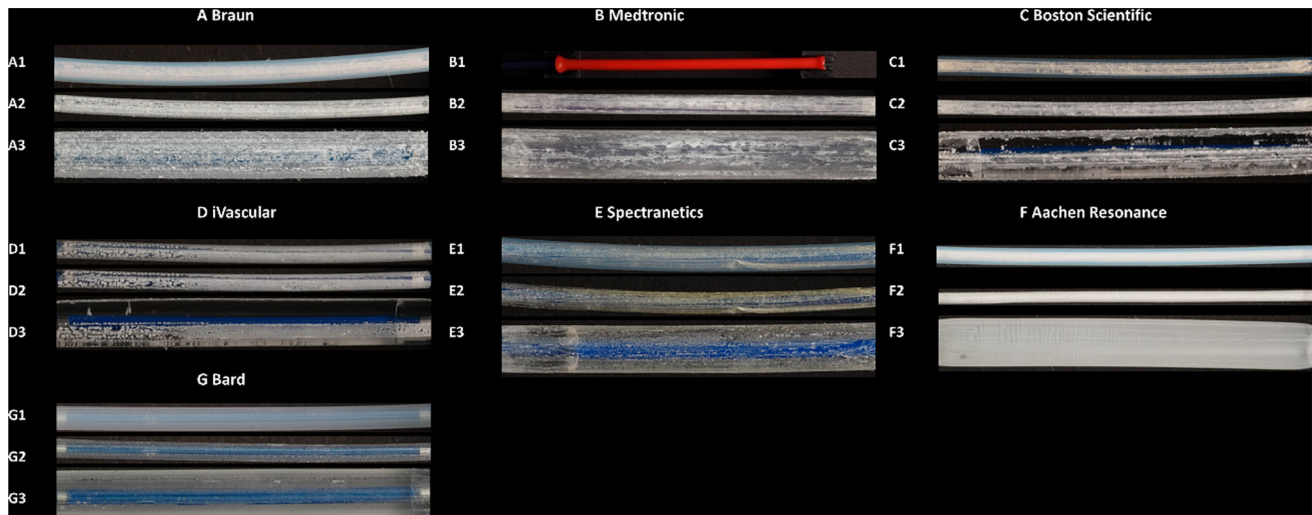 A Braun
B Medtronic
C Boston Scientific
A1
B1
C1
A2
B2
C2
A3
B3
C3
D iVascular
E Spectranetics
F Aachen Resonance
D1
E1
F1
D2
E2
F2
D3
E3
F3
G Bard
G1
G2
G3